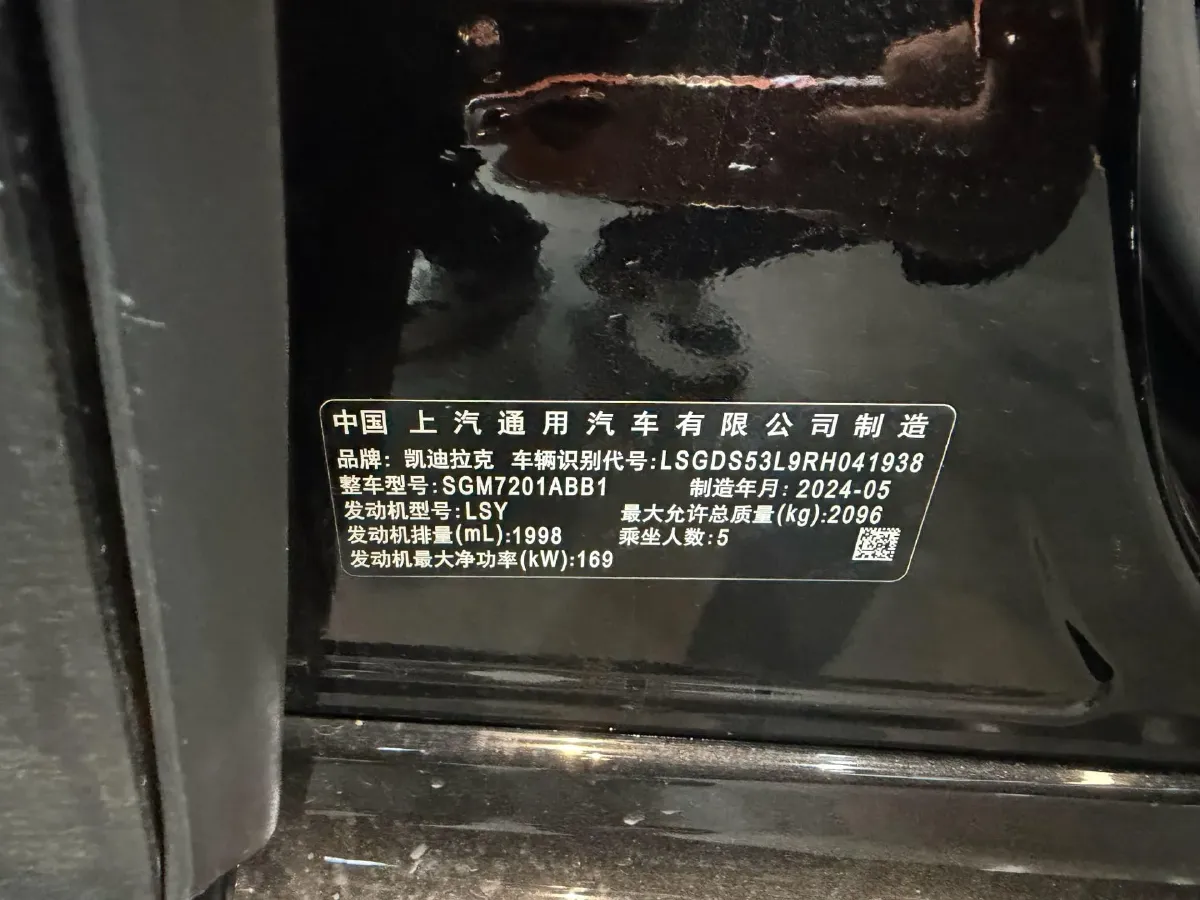 中国 上汽通用汽车有限公司制造
品牌: 凯迪拉克 车辆识别代号:LSGDS53L9RH041938
整车型号:SGM7201ABB1 制造年月: 2024-05
发动机型号:LSY 最大允许总质量(kg):2096
发动机排量(mL):1998 乘坐人数:5
发动机最大净功率(kW):169